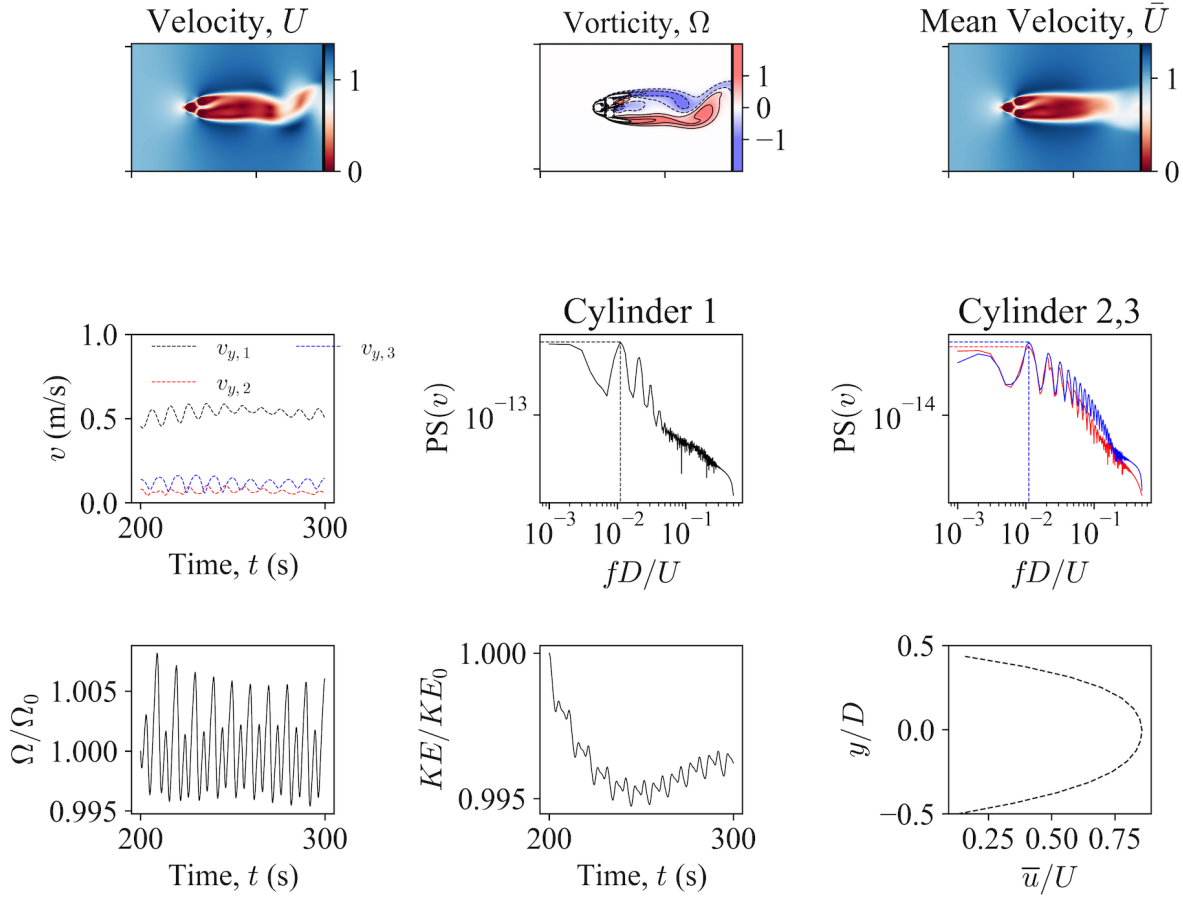 Velocity, U
Vorticity, Ω
Mean Velocity, Ū
1
0
1
0
−1
1
0
Cylinder 1
Cylinder 2,3
v (m/s)
1.0
0.5
0.0
v_{y,1}
v_{y,3}
v_{y,2}
200
300
Time, t (s)
PS(v)
10^{−13}
10^{−3}
10^{−2}
10^{−1}
fD/U
PS(v)
10^{−14}
10^{−3}
10^{−2}
10^{−1}
fD/U
Ω/Ω_0
1.005
1.000
0.995
200
300
Time, t (s)
KE/KE_0
1.000
0.995
200
300
Time, t (s)
y/D
0.5
0.0
−0.5
0.25
0.50
0.75
u̅/U